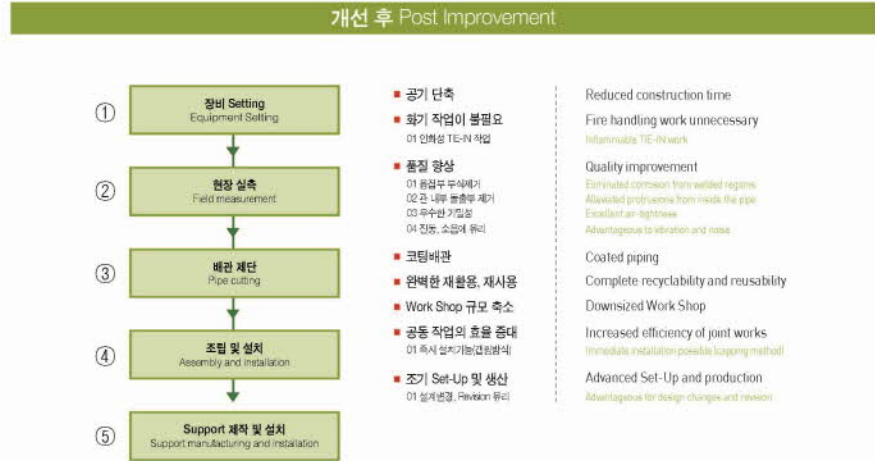 개선 후 Post Improvement
①
장비 Setting
Equipment Setting
②
현장 실측
Field measurement
③
배관 제단
Pipe cutting
④
조립 및 설치
Assembly and installation
⑤
Support 제작 및 설치
Support manufacturing and installation
공기 단축
화기 작업이 불필요
01 인화성 TE-IN 작업
품질 향상
01 용접부 부식제거
02 관 내부 돌출부 제거
03 우수한 기밀성
04 진동, 소음에 유리
코팅배관
완벽한 재활용, 재사용
Work Shop 규모 축소
공동 작업의 효율 증대
01 즉시 설치가능(캡핑방식)
조기 Set-Up 및 생산
01 설계변경, Revision 유리
Reduced construction time
Fire handling work unnecessary
Inflammable TIE-IN work
Quality improvement
Eliminated corrosion from welded regions
Alleviated protrusions from inside the pipe
Excellent air-tightness
Advantageous to vibration and noise
Coated piping
Complete recyclability and reusability
Downsized Work Shop
Increased efficiency of joint works
Immediate installation possible (capping method)
Advanced Set-Up and production
Advantageous for design changes and revision